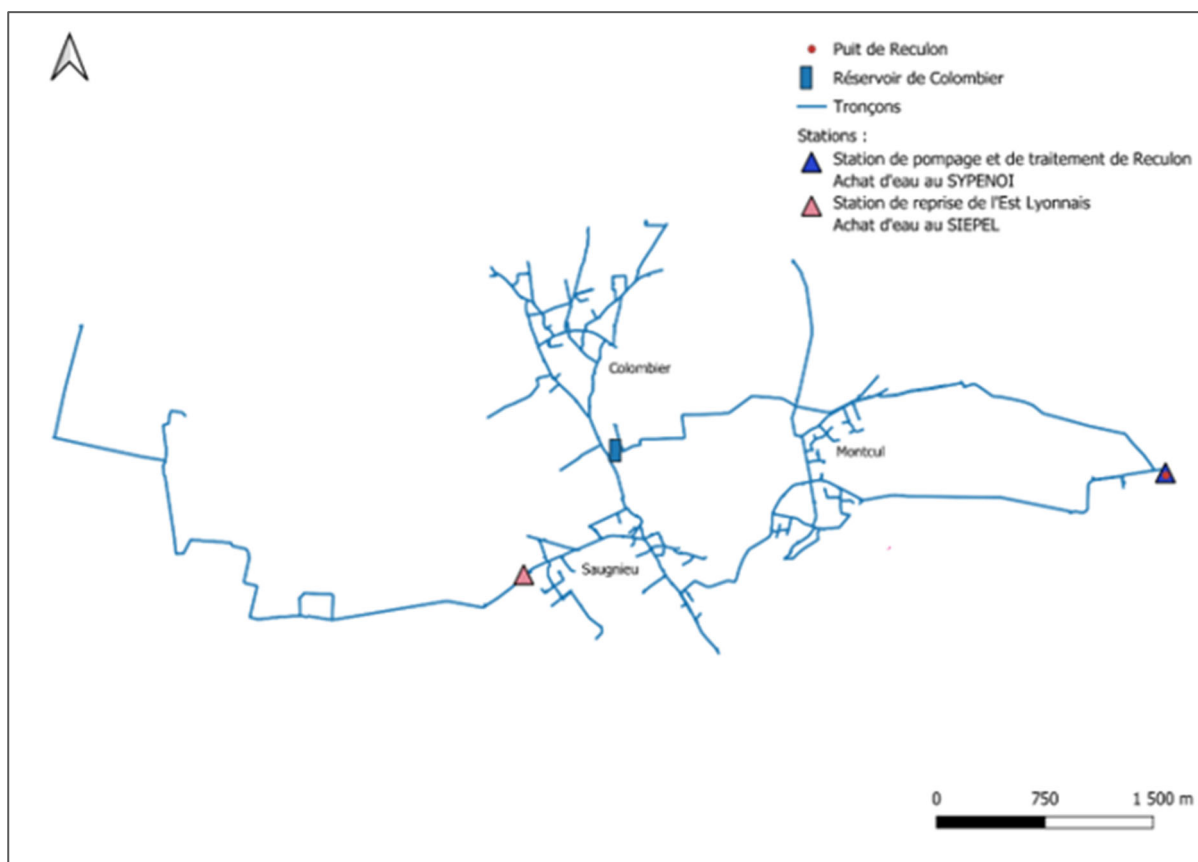 Puit de Reculon
Réservoir de Colombier
Tronçons
Stations :
Station de pompage et de traitement de Reculon
Achat d'eau au SYPENOI
Station de reprise de l'Est Lyonnais
Achat d'eau au SIEPEL
Colombier
Montcul
Saugnieu
0 750 1 500 m